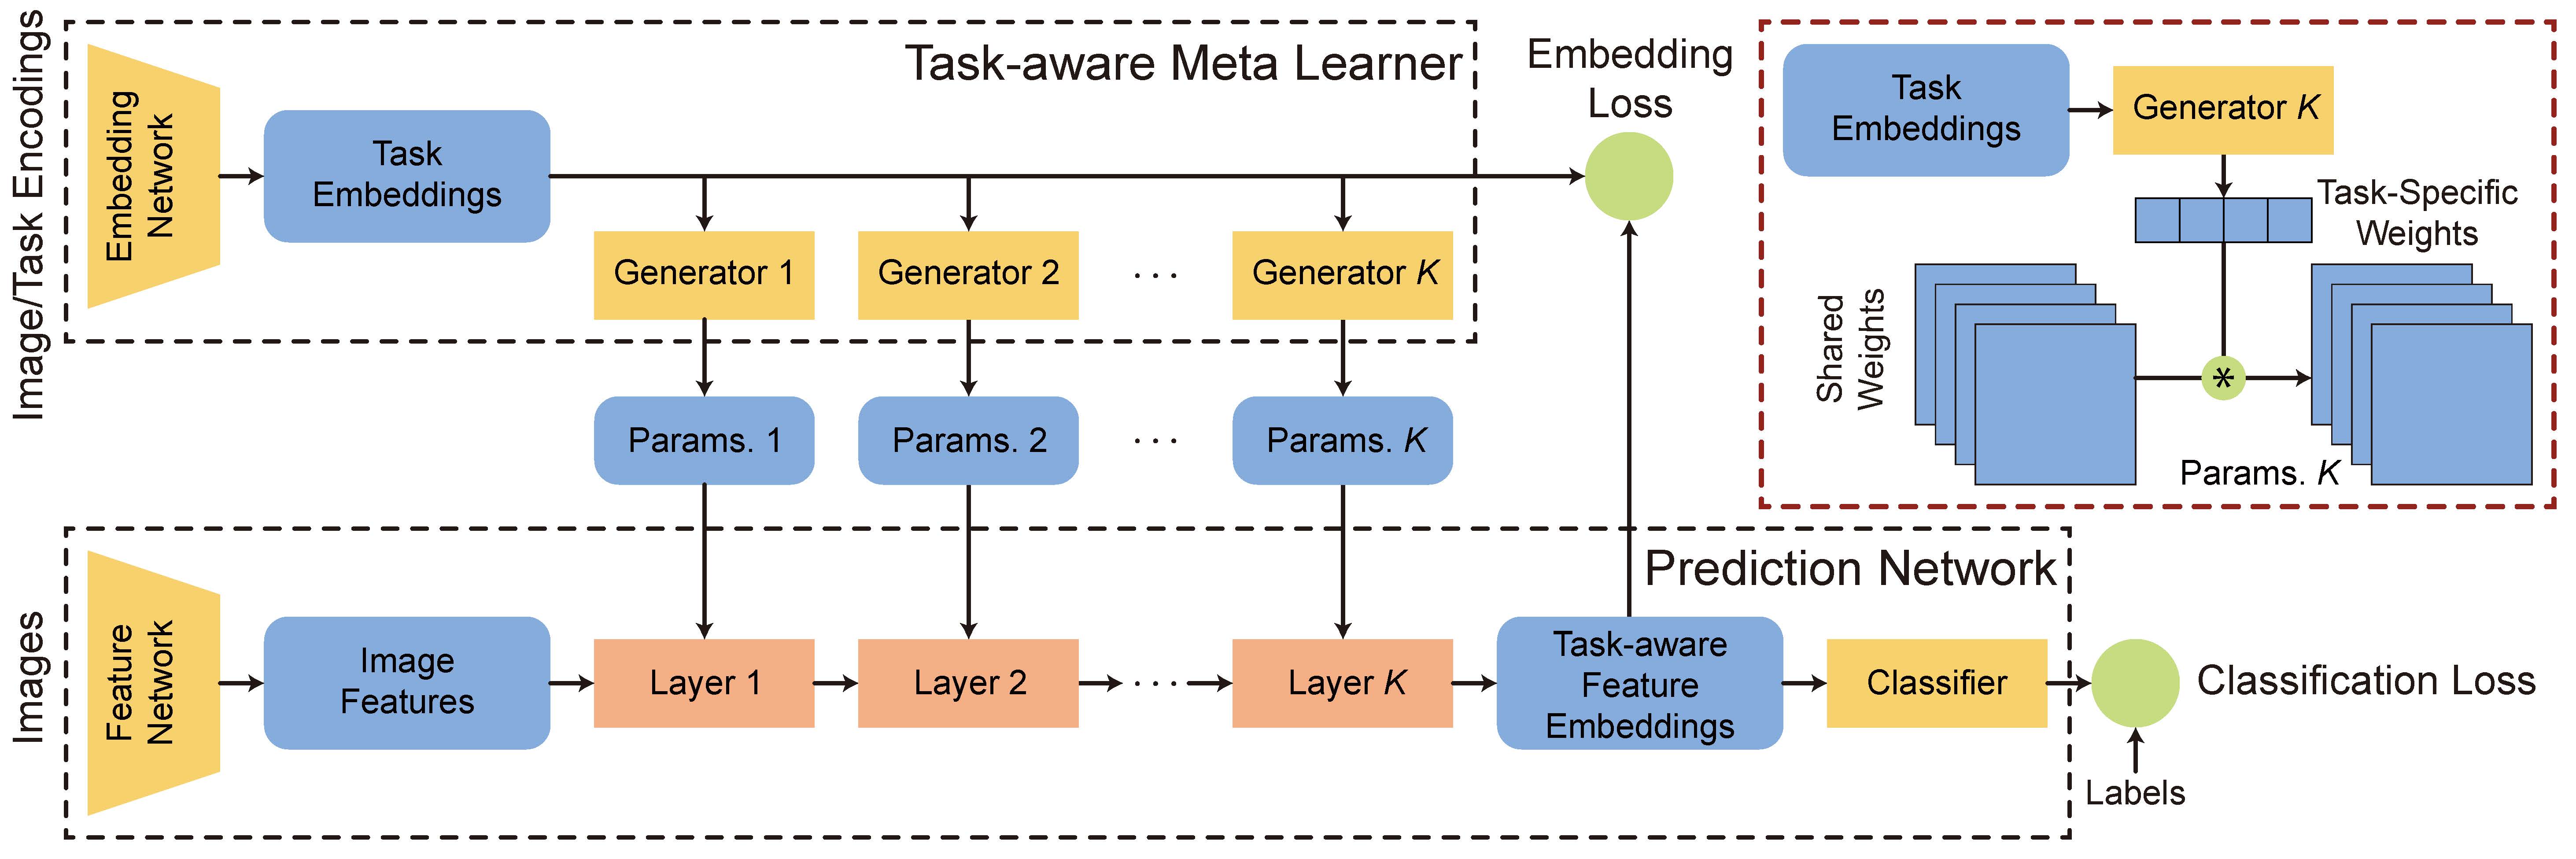 Image/Task Encodings
Embedding
Network
Task
Embeddings
Task-aware Meta Learner
Generator 1
Generator 2
...
Generator K
Embedding
Loss
Params. 1
Params. 2
...
Params. K
Images
Feature
Network
Image
Features
Layer 1
Layer 2
...
Layer K
Prediction Network
Task-aware
Feature
Embeddings
Classifier
Classification Loss
Labels
Task
Embeddings
Generator K
Task-Specific
Weights
Shared
Weights
*
Params. K